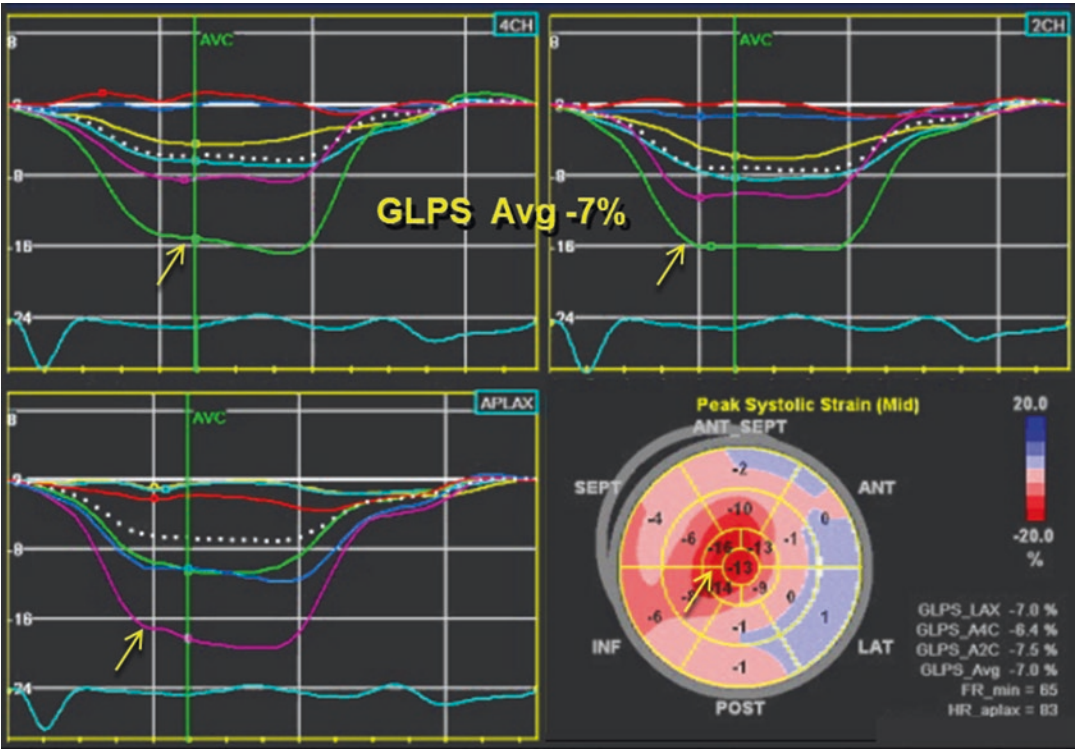 4CH
AVC
8
0
-8
-16
-24
2CH
AVC
8
-8
-16
-24
GLPS Avg -7%
APLAX
AVC
8
-8
-16
-24
Peak Systolic Strain (Mid)
ANT_SEPT
SEPT
ANT
INF
LAT
POST
-2
-4
0
-10
-6
-1
-16
-13
-13
-14
-9
-6
0
1
-1
-1
20.0
-20.0
%
GLPS_LAX -7.0 %
GLPS_A4C -6.4 %
GLPS_A2C -7.5 %
GLPS_Avg -7.0 %
FR_min = 65
HR_aplax = 83